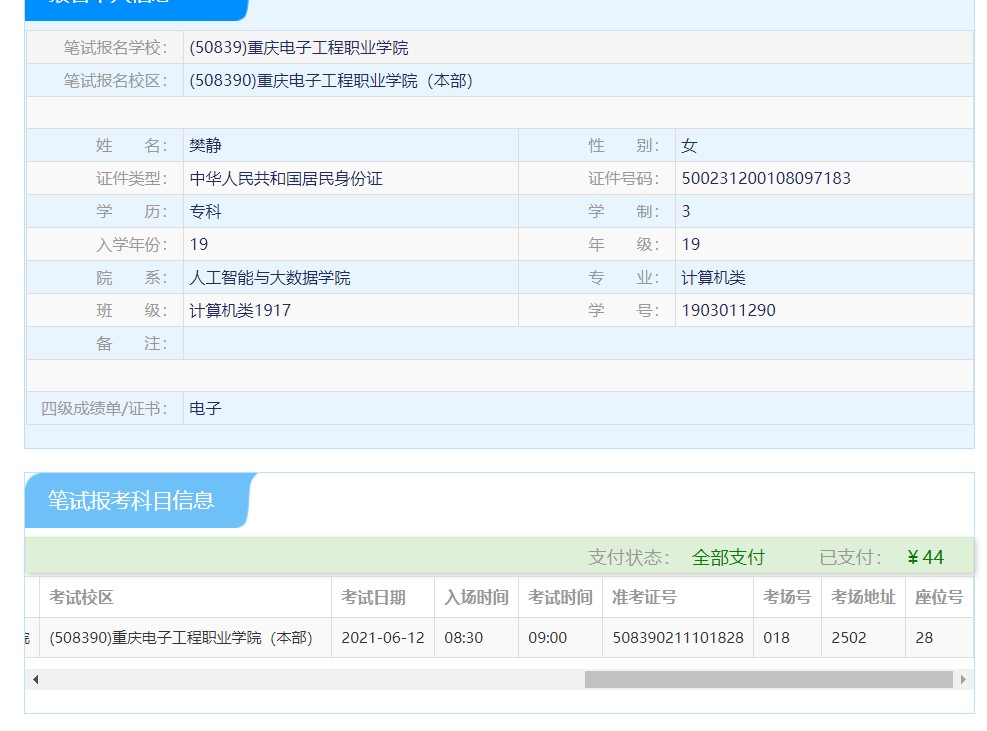 笔试报名学校： (50839)重庆电子工程职业学院
笔试报名校区： (508390)重庆电子工程职业学院（本部）
姓 名： 樊静 性 别： 女
证件类型： 中华人民共和国居民身份证 证件号码： 500231200108097183
学 历： 专科 学 制： 3
入学年份： 19 年 级： 19
院 系： 人工智能与大数据学院 专 业： 计算机类
班 级： 计算机类1917 学 号： 1903011290
备 注：
四级成绩单/证书： 电子
笔试报考科目信息
支付状态： 全部支付 已支付： ¥ 44
考试校区 考试日期 入场时间 考试时间 准考证号 考场号 考场地址 座位号
(508390)重庆电子工程职业学院（本部） 2021-06-12 08:30 09:00 508390211101828 018 2502 28